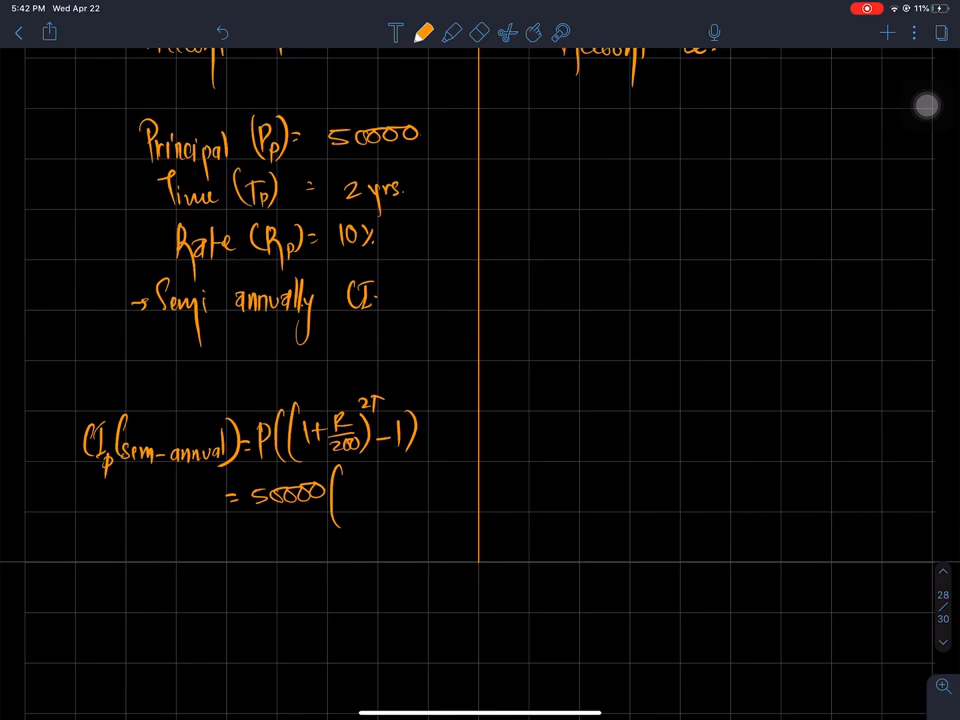 5:42 PM Wed Apr 22
11%
Principal (Pp) = 50000
Time (Tp) = 2 yrs.
Rate (Rp) = 10%
→ Semi annually CI.
CIp (sem-annual) = P((1+R/200)^2T - 1)
= 50000 (
28
/
30